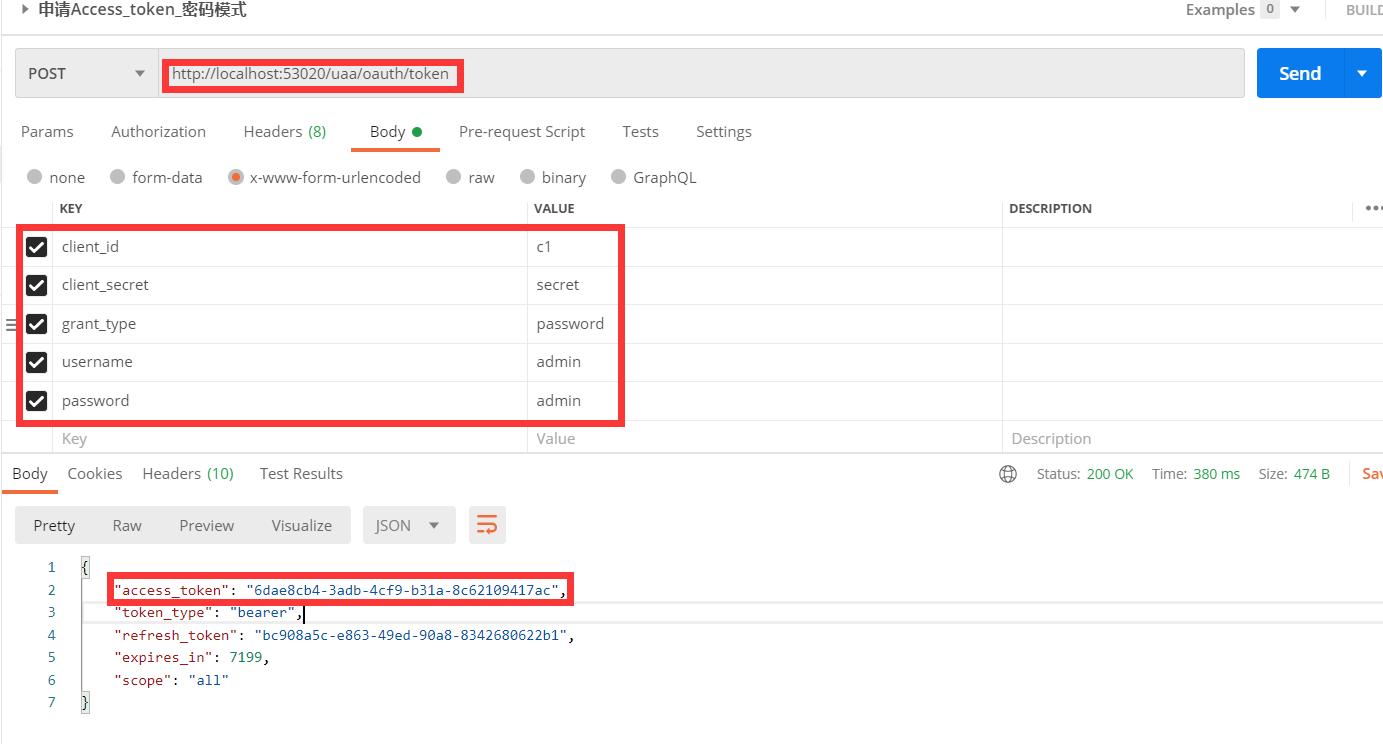 申请Access_token_密码模式 Examples 0 BUILD
POST http://localhost:53020/uaa/oauth/token Send
Params Authorization Headers (8) Body Pre-request Script Tests Settings
none form-data x-www-form-urlencoded raw binary GraphQL
KEY VALUE DESCRIPTION
client_id c1
client_secret secret
grant_type password
username admin
password admin
Key Value Description
Body Cookies Headers (10) Test Results Status: 200 OK Time: 380 ms Size: 474 B Sav
Pretty Raw Preview Visualize JSON
1 {
2 "access_token": "6dae8cb4-3adb-4cf9-b31a-8c62109417ac",
3 "token_type": "bearer",
4 "refresh_token": "bc908a5c-e863-49ed-90a8-8342680622b1",
5 "expires_in": 7199,
6 "scope": "all"
7 }